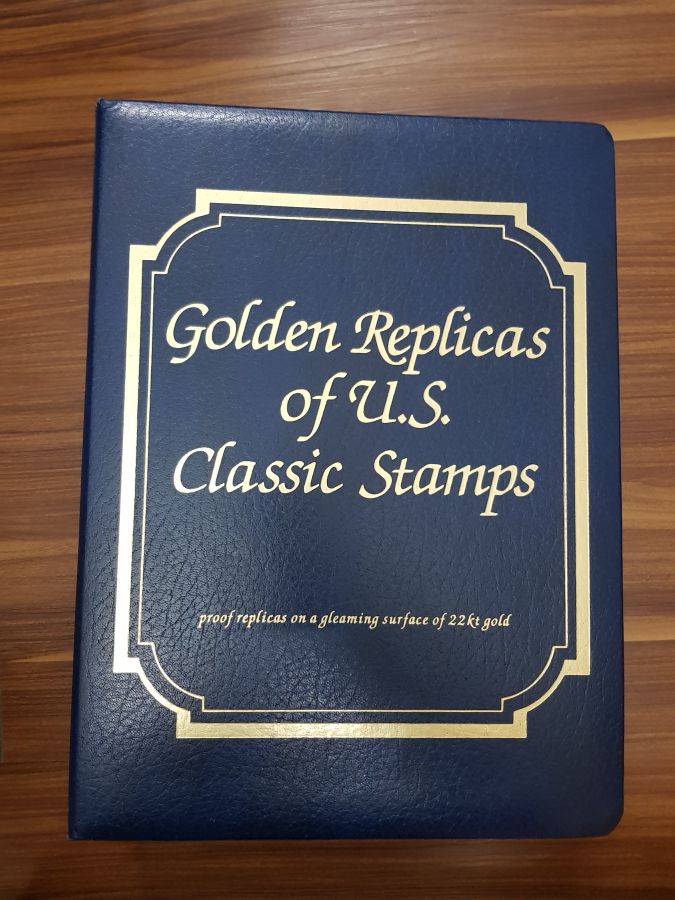 Golden Replicas
of U.S.
Classic Stamps
proof replicas on a gleaming surface of 22kt gold